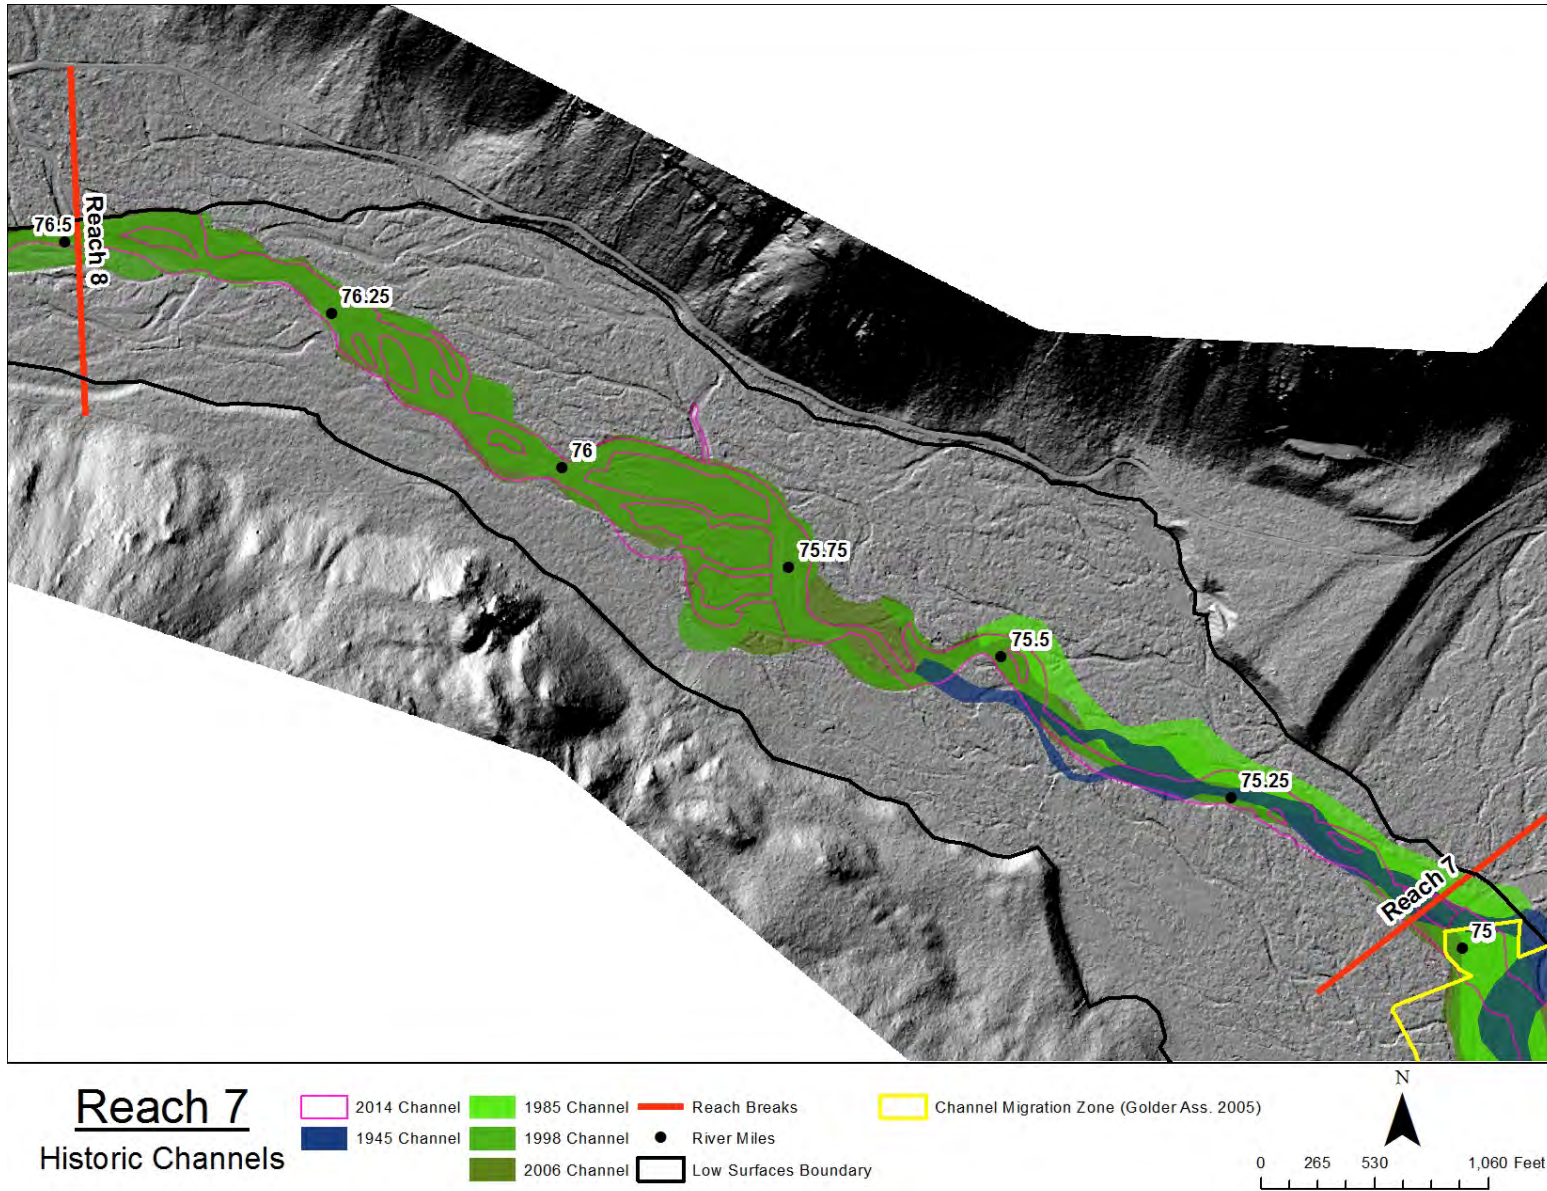 76.5
Reach 8
76.25
76
75.75
75.5
75.25
Reach 7
75
Reach 7
Historic Channels
2014 Channel
1945 Channel
1985 Channel
1998 Channel
2006 Channel
Reach Breaks
River Miles
Low Surfaces Boundary
Channel Migration Zone (Golder Ass. 2005)
N
0 265 530 1,060 Feet